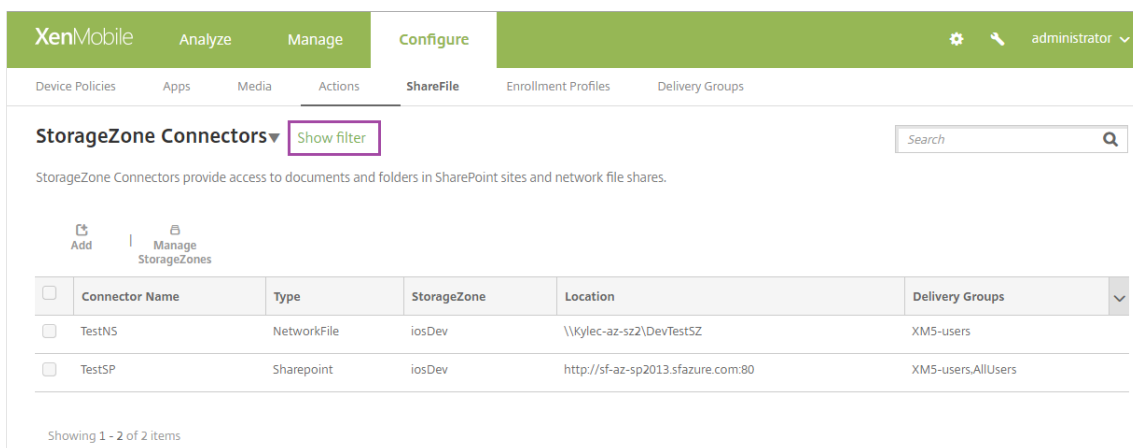 XenMobile Analyze Manage Configure administrator
Device Policies Apps Media Actions ShareFile Enrollment Profiles Delivery Groups
StorageZone Connectors Show filter Search
StorageZone Connectors provide access to documents and folders in SharePoint sites and network file shares.
Add | Manage
StorageZones
Connector Name Type StorageZone Location Delivery Groups
TestNS NetworkFile iosDev \\Kylec-az-sz2\DevTestSZ XM5-users
TestSP Sharepoint iosDev http://sf-az-sp2013.sfazure.com:80 XM5-users,AllUsers
Showing 1 - 2 of 2 items